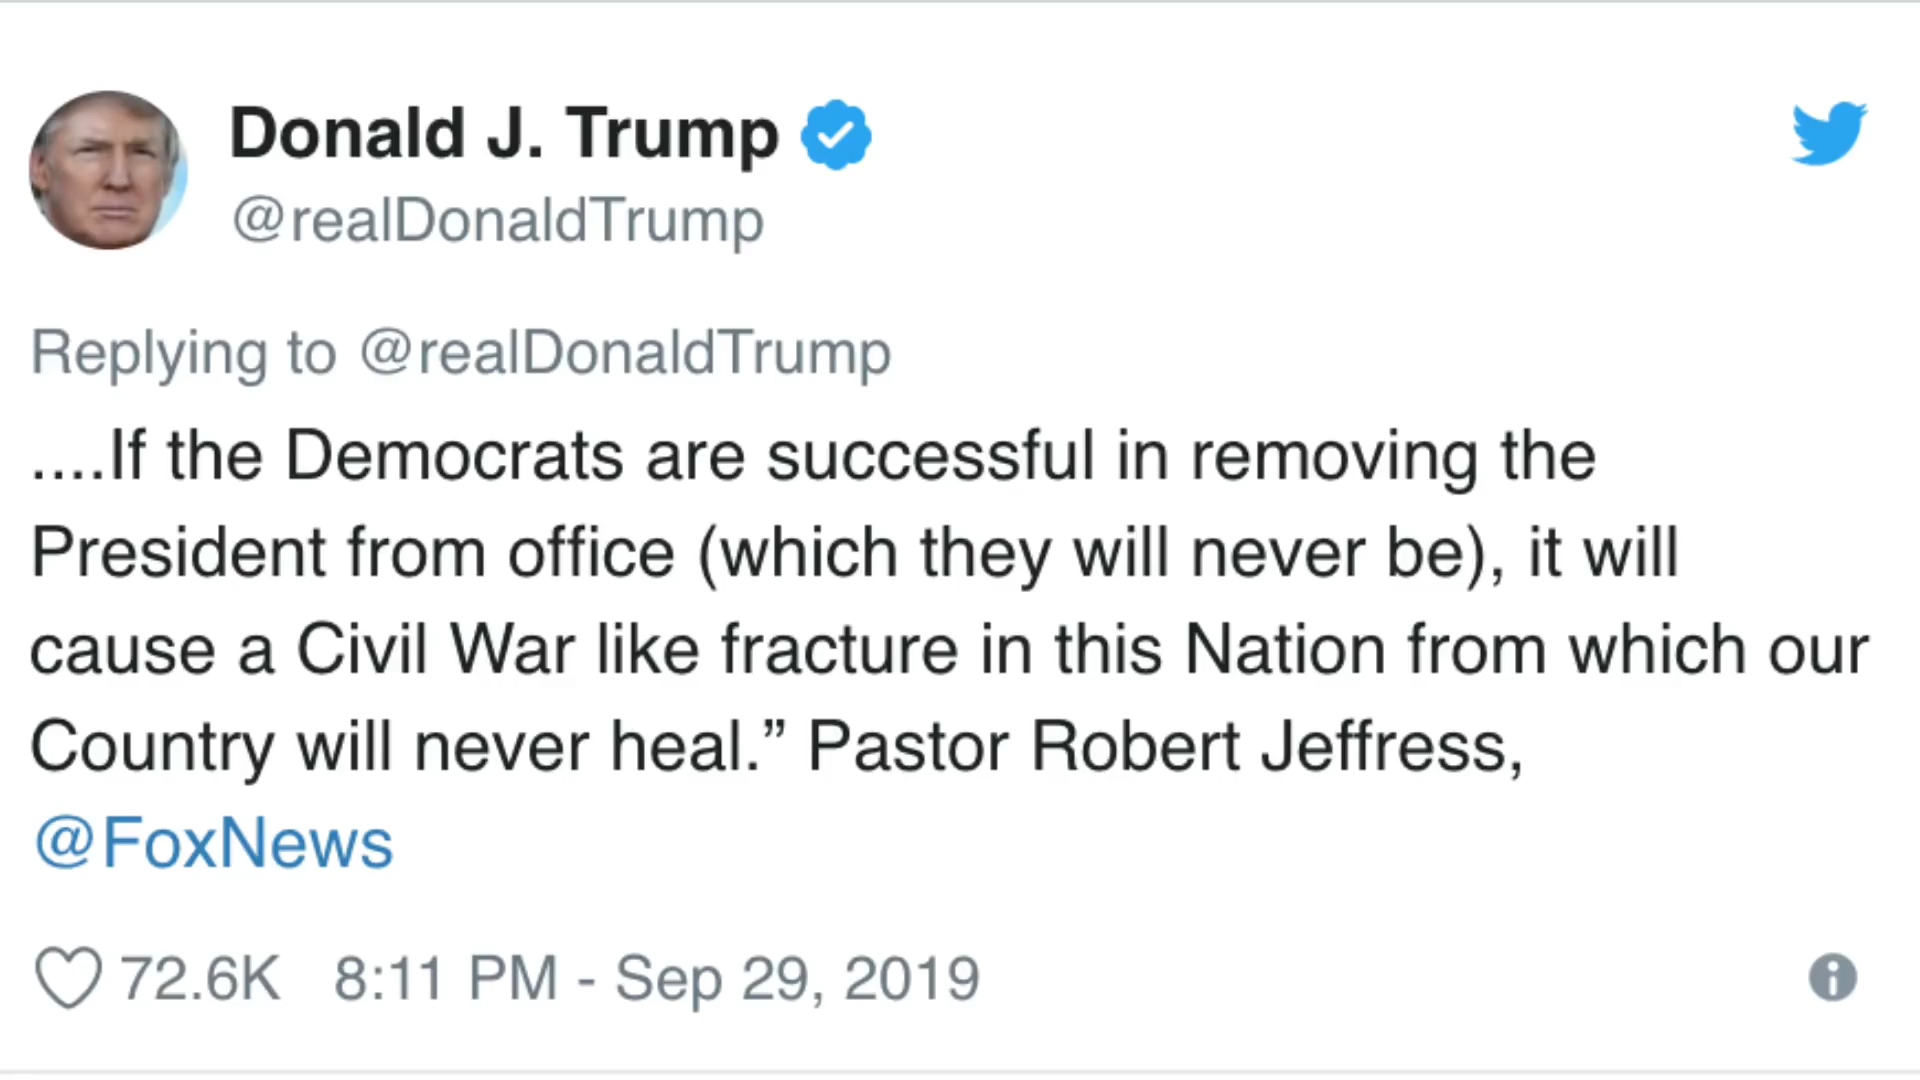 Donald J. Trump
@realDonaldTrump
Replying to @realDonaldTrump
....If the Democrats are successful in removing the
President from office (which they will never be), it will
cause a Civil War like fracture in this Nation from which our
Country will never heal.” Pastor Robert Jeffress,
@FoxNews
72.6K 8:11 PM - Sep 29, 2019